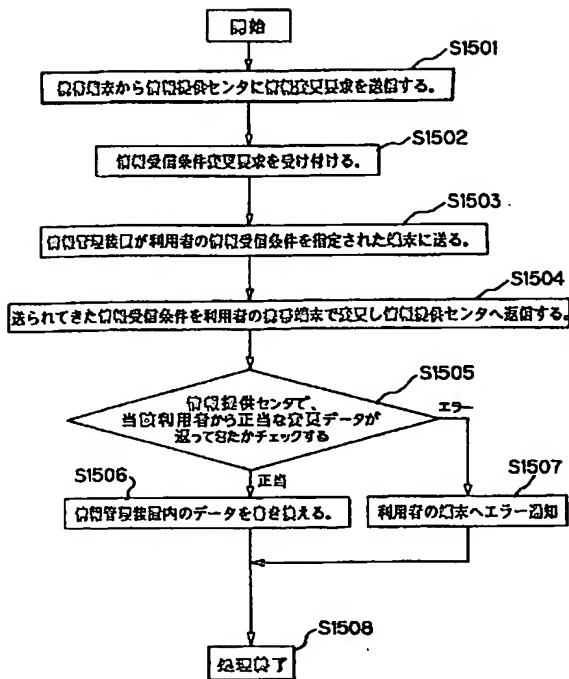 開始
S1501
情報端末から情報提供センタに情報変更要求を送信する。
S1502
情報受信条件変更要求を受け付ける。
S1503
情報管理装置が利用者の情報受信条件を指定された端末に送る。
S1504
送られてきた情報受信条件を利用者の情報端末で変更し情報提供センタへ返信する。
S1505
情報提供センタで、
当該利用者から正当な変更データが
返って来たかチェックする
エラー
正当
S1506
S1507
情報管理装置内のデータを書き換える。
利用者の端末へエラー通知
S1508
処理終了